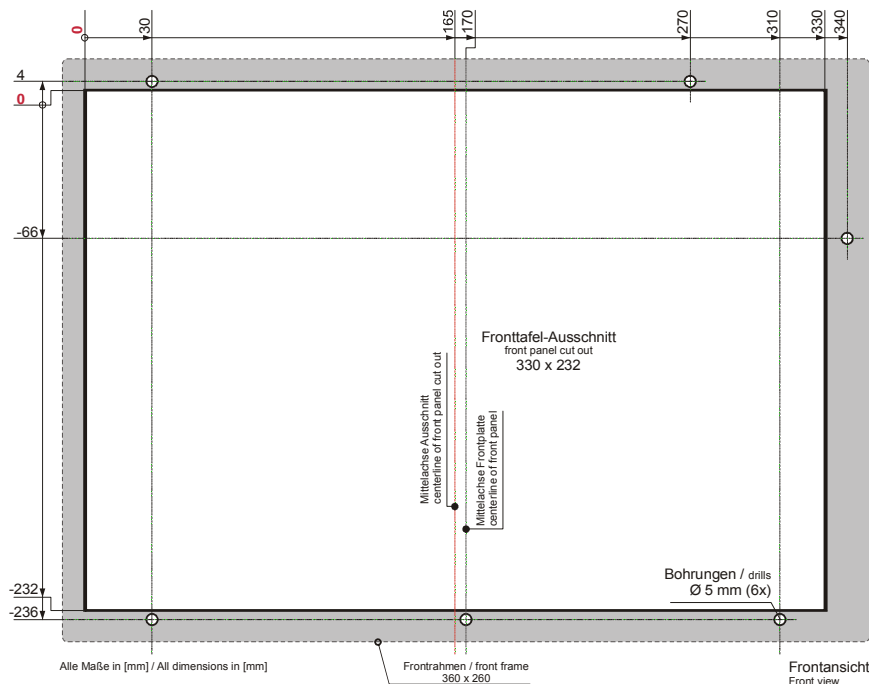 0
30
165
170
270
310
330
340
4
0
-66
Fronttafel-Ausschnitt
front panel cut out
330 x 232
Mittelachse Ausschnitt
centerline of front panel cut out
Mittelachse Frontplatte
centerline of front panel
-232
-236
Bohrungen / drills
Ø 5 mm (6x)
Alle Maße in [mm] / All dimensions in [mm]
Frontrahmen / front frame
360 x 260
Frontansicht
Front view